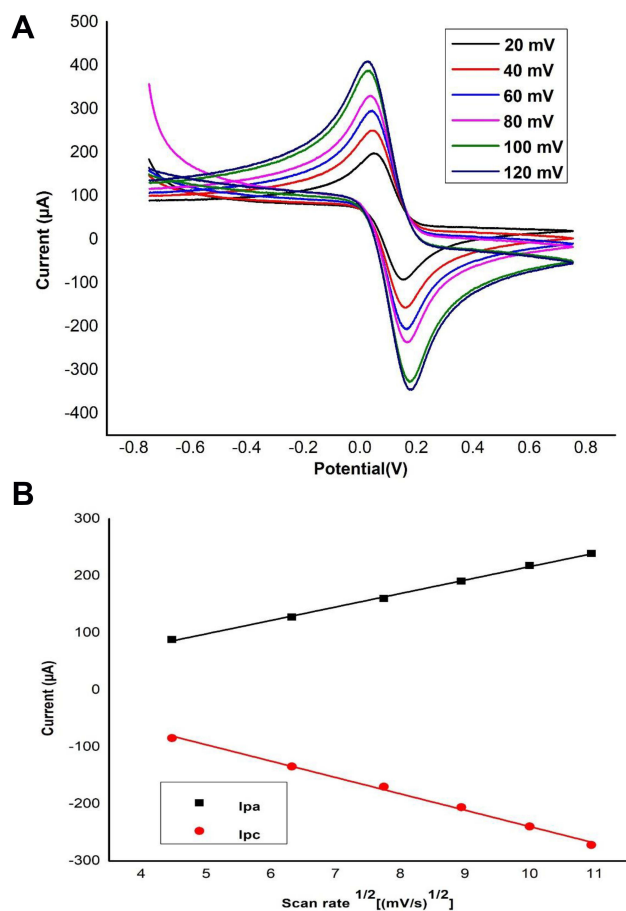 A
500
400
300
200
100
0
-100
-200
-300
-400
Current (µA)
20 mV
40 mV
60 mV
80 mV
100 mV
120 mV
-0.8 -0.6 -0.4 -0.2 0.0 0.2 0.4 0.6 0.8
Potential(V)
B
300
200
100
0
-100
-200
-300
Current (µA)
Ipa
Ipc
4 5 6 7 8 9 10 11
Scan rate 1/2[(mV/s)1/2]